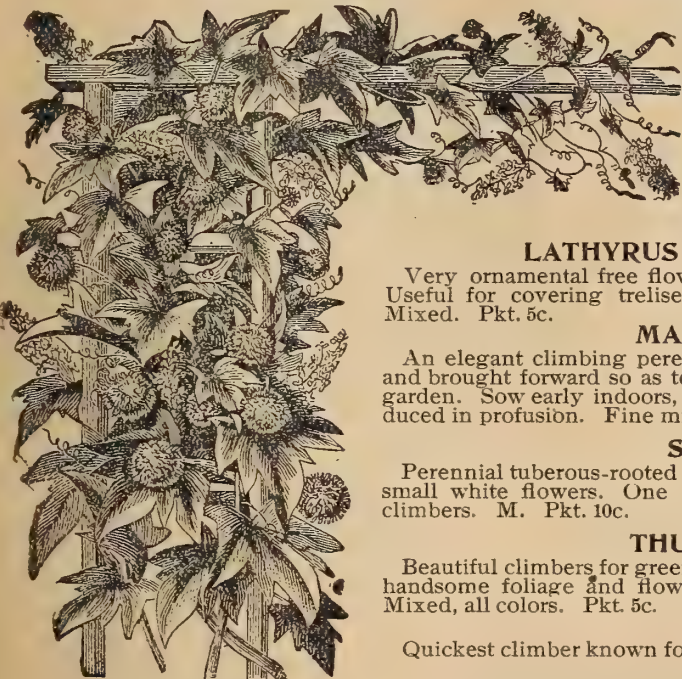 LATHYRUS
Very ornamental free flow
Useful for covering trelise
Mixed. Pkt. 5c.
MA
An elegant climbing pere
and brought forward so as to
garden. Sow early indoors,
duced in profusion. Fine m
S
Perennial tuberous-rooted
small white flowers. One
climbers. M. Pkt. 10c.
THU
Beautiful climbers for gree
handsome foliage and flow
Mixed, all colors. Pkt. 5c.
Quickest climber known fo